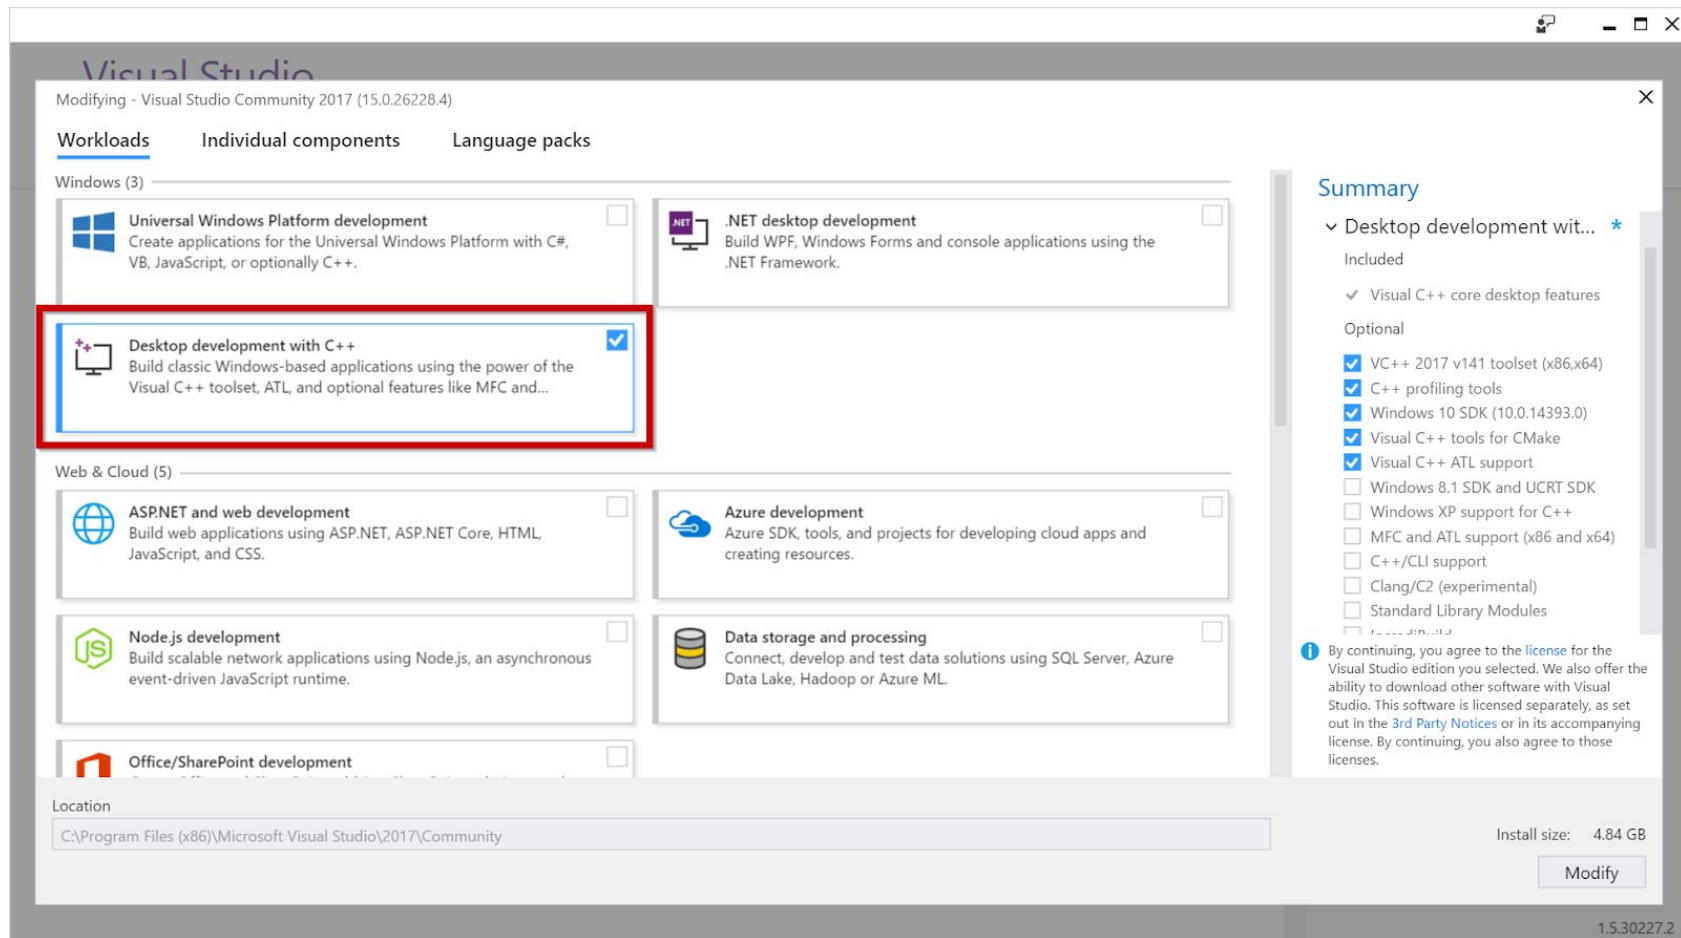 Visual Studio
Modifying - Visual Studio Community 2017 (15.0.26228.4)
Workloads
Individual components
Language packs
Windows (3)
Universal Windows Platform development
Create applications for the Universal Windows Platform with C#,
VB, JavaScript, or optionally C++.
.NET
.NET desktop development
Build WPF, Windows Forms and console applications using the
.NET Framework.
Desktop development with C++
Build classic Windows-based applications using the power of the
Visual C++ toolset, ATL, and optional features like MFC and...
Web & Cloud (5)
ASP.NET and web development
Build web applications using ASP.NET, ASP.NET Core, HTML,
JavaScript, and CSS.
Azure development
Azure SDK, tools, and projects for developing cloud apps and
creating resources.
JS
Node.js development
Build scalable network applications using Node.js, an asynchronous
event-driven JavaScript runtime.
Data storage and processing
Connect, develop and test data solutions using SQL Server, Azure
Data Lake, Hadoop or Azure ML.
Office/SharePoint development
Summary
Desktop development wit... *
Included
Visual C++ core desktop features
Optional
VC++ 2017 v141 toolset (x86,x64)
C++ profiling tools
Windows 10 SDK (10.0.14393.0)
Visual C++ tools for CMake
Visual C++ ATL support
Windows 8.1 SDK and UCRT SDK
Windows XP support for C++
MFC and ATL support (x86 and x64)
C++/CLI support
Clang/C2 (experimental)
Standard Library Modules
IncrediBuild
By continuing, you agree to the license for the
Visual Studio edition you selected. We also offer the
ability to download other software with Visual
Studio. This software is licensed separately, as set
out in the 3rd Party Notices or in its accompanying
license. By continuing, you also agree to those
licenses.
Location
C:\Program Files (x86)\Microsoft Visual Studio\2017\Community
Install size: 4.84 GB
Modify
1.5.30227.2